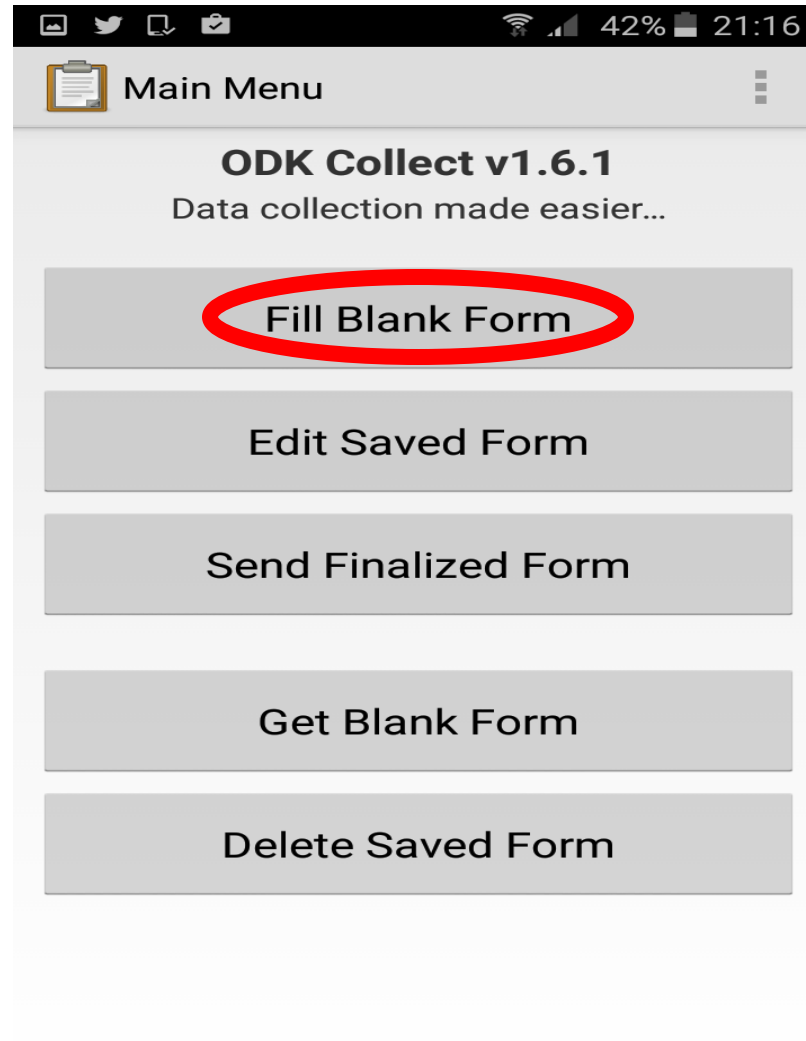 42% 21:16
Main Menu
ODK Collect v1.6.1
Data collection made easier...
Fill Blank Form
Edit Saved Form
Send Finalized Form
Get Blank Form
Delete Saved Form